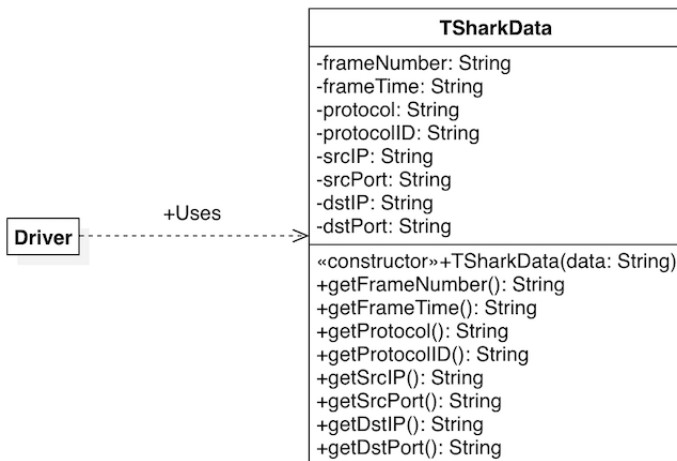 TSharkData
-frameNumber: String
-frameTime: String
-protocol: String
-protocolID: String
-srcIP: String
-srcPort: String
-dstIP: String
-dstPort: String
+Uses
Driver
«constructor»+TSharkData(data: String)
+getFrameNumber(): String
+getFrameTime(): String
+getProtocol(): String
+getProtocolID(): String
+getSrcIP(): String
+getSrcPort(): String
+getDstIP(): String
+getDstPort(): String